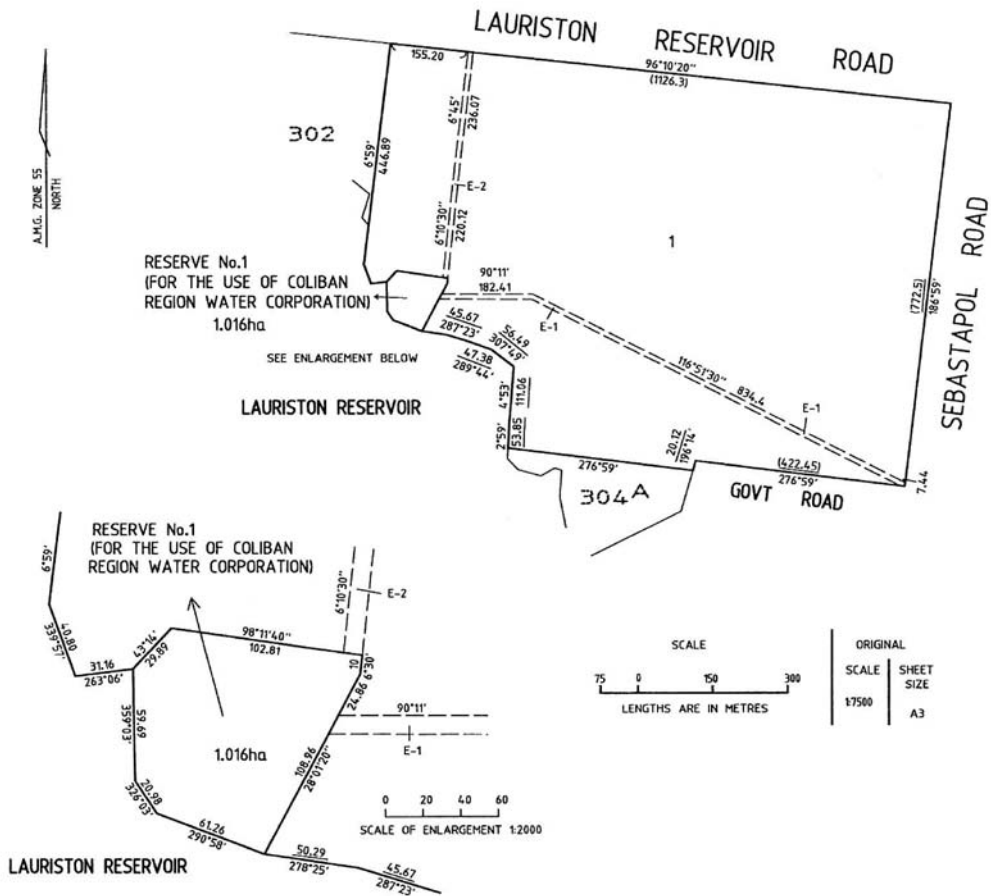 LAURISTON RESERVOIR ROAD
155.20
96°10'20"
(1126.3)
6°45'
236.07
302
6°59'
446.89
A.M.G. ZONE 55
NORTH
E-2
6°10'30"
220.12
1
SEBASTAPOL ROAD
(772.5)
186°59'
RESERVE No.1
(FOR THE USE OF COLIBAN
REGION WATER CORPORATION)
1.016ha
90°11'
182.41
E-1
45.67
287°23'
56.49
307°49'
SEE ENLARGEMENT BELOW
47.38
289°44'
116°51'30" 834.4
E-1
LAURISTON RESERVOIR
4°53'
111.06
2°59'
53.85
20.12
196°14'
276°59'
(422.45)
276°59'
7.44
304A
GOVT ROAD
RESERVE No.1
(FOR THE USE OF COLIBAN
REGION WATER CORPORATION)
6°59'
6°10'30"
E-2
40.80
339°57'
43°14'
29.89
98°11'40"
102.81
31.16
263°06'
10
6°30'
24.86
359°03'
59.69
90°11'
E-1
1.016ha
108.96
28°01'20"
20.98
326°03'
61.26
290°58'
0 20 40 60
SCALE OF ENLARGEMENT 1:2000
50.29
278°25'
45.67
287°23'
LAURISTON RESERVOIR
SCALE
75 0 150 300
LENGTHS ARE IN METRES
ORIGINAL
SCALE
SHEET
SIZE
1:7500
A3